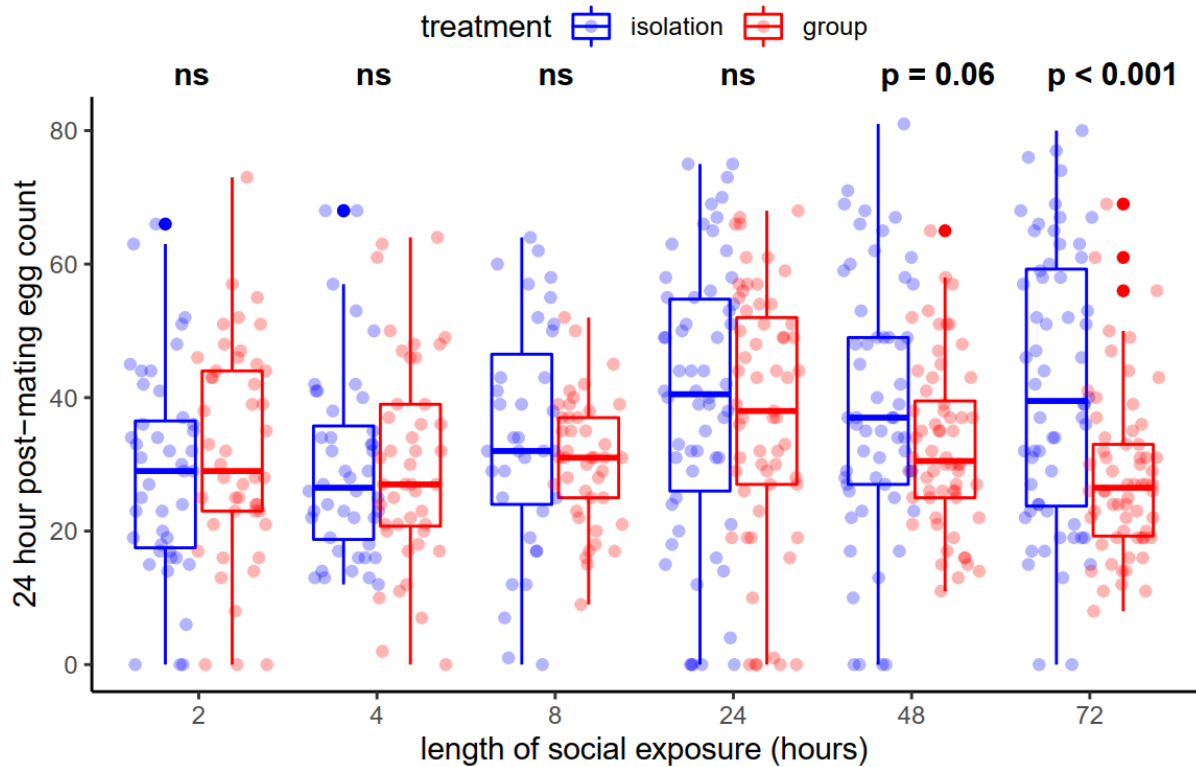 treatment isolation group
ns ns ns ns p = 0.06 p < 0.001
24 hour post-mating egg count
80
60
40
20
0
2 4 8 24 48 72
length of social exposure (hours)